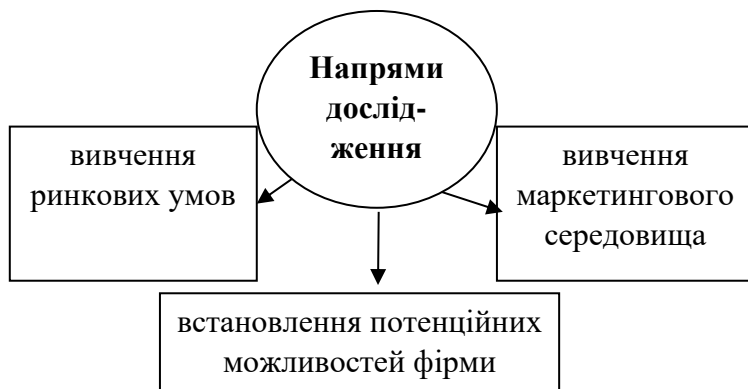 Напрями
дослід-
ження
вивчення
ринкових умов
вивчення
маркетингового
середовища
встановлення потенційних
можливостей фірми